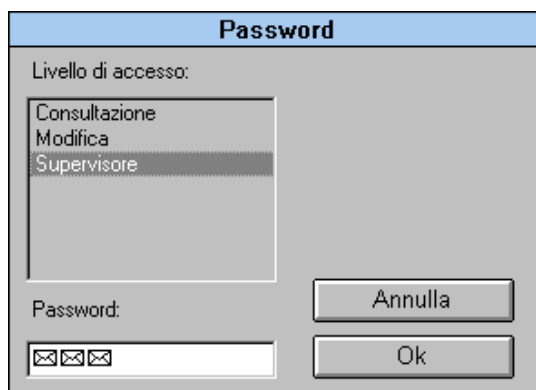 Password
Livello di accesso:
Consultazione
Modifica
Supervisore
Annulla
Password:
✉✉✉
Ok